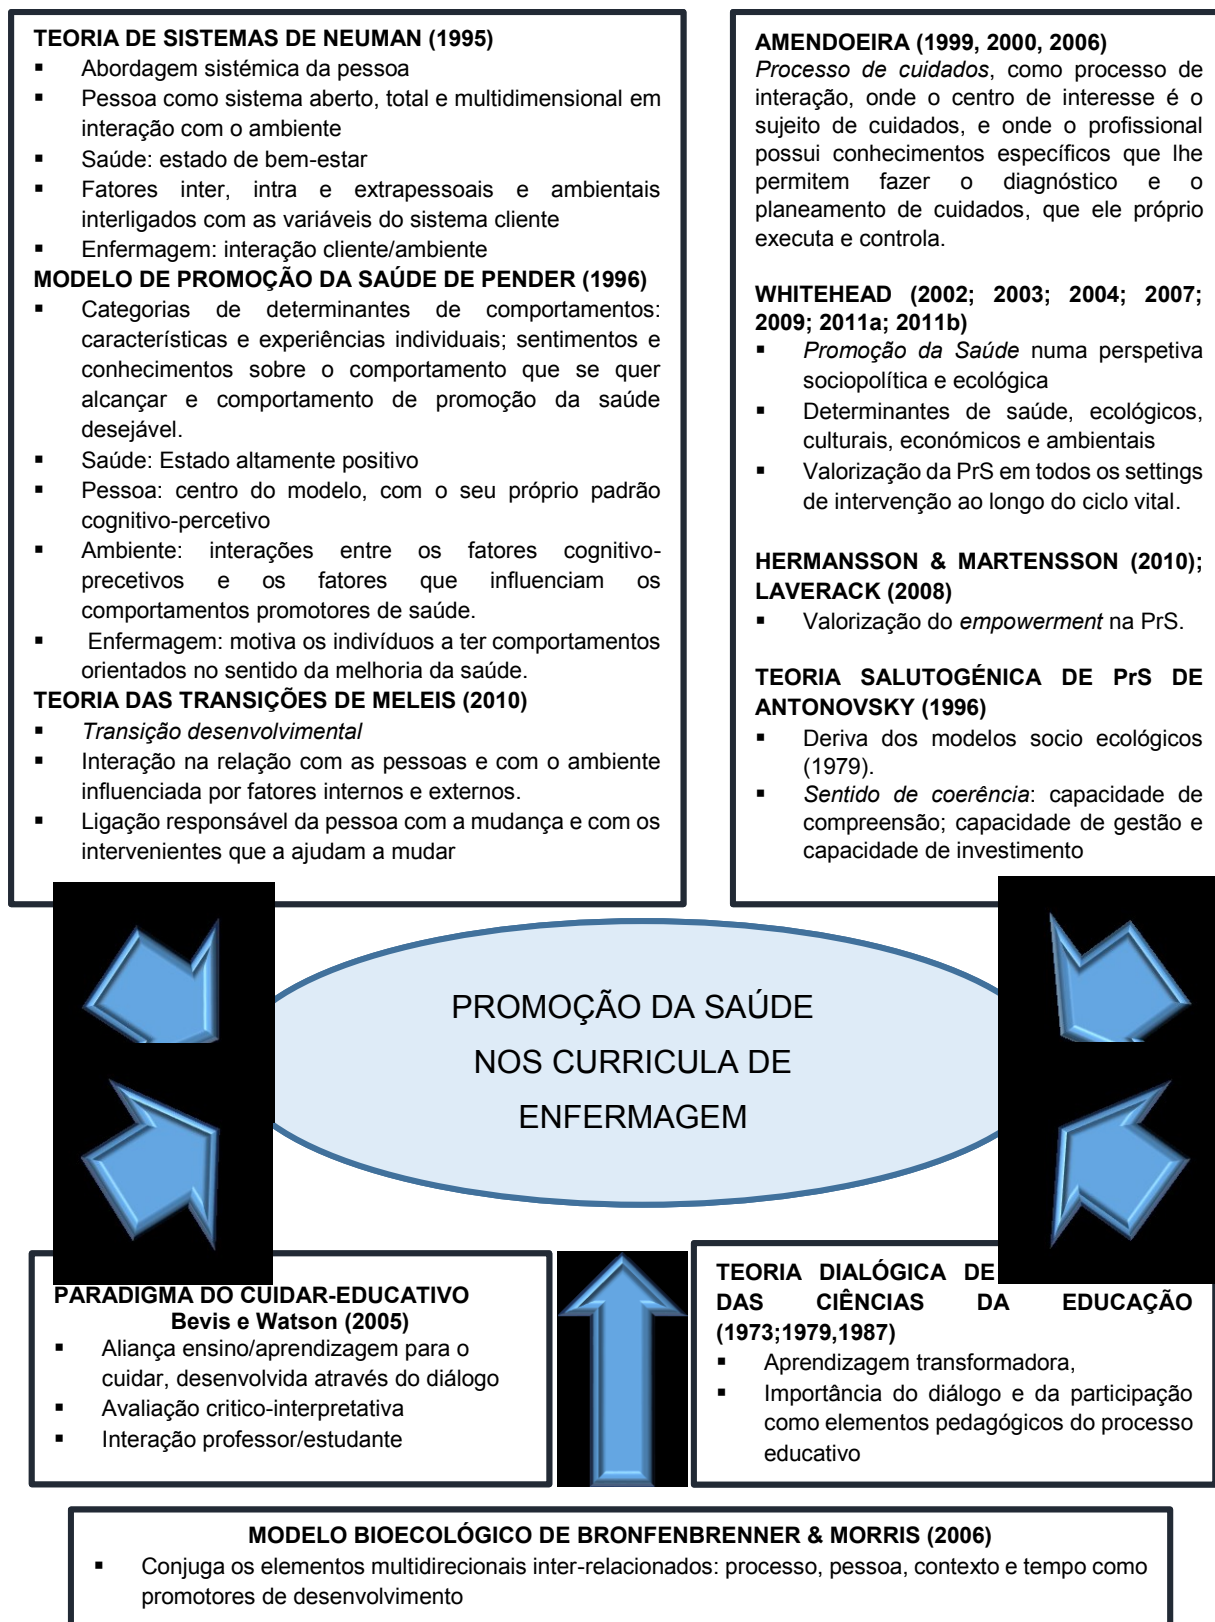 TEORIA DE SISTEMAS DE NEUMAN (1995)
▪ Abordagem sistémica da pessoa
▪ Pessoa como sistema aberto, total e multidimensional em
interação com o ambiente
▪ Saúde: estado de bem-estar
▪ Fatores inter, intra e extrapessoais e ambientais
interligados com as variáveis do sistema cliente
▪ Enfermagem: interação cliente/ambiente
MODELO DE PROMOÇÃO DA SAÚDE DE PENDER (1996)
▪ Categorias de determinantes de comportamentos:
características e experiências individuais; sentimentos e
conhecimentos sobre o comportamento que se quer
alcançar e comportamento de promoção da saúde
desejável.
▪ Saúde: Estado altamente positivo
▪ Pessoa: centro do modelo, com o seu próprio padrão
cognitivo-percetivo
▪ Ambiente: interações entre os fatores cognitivo-
precetivos e os fatores que influenciam os
comportamentos promotores de saúde.
▪ Enfermagem: motiva os indivíduos a ter comportamentos
orientados no sentido da melhoria da saúde.
TEORIA DAS TRANSIÇÕES DE MELEIS (2010)
▪ Transição desenvolvimental
▪ Interação na relação com as pessoas e com o ambiente
influenciada por fatores internos e externos.
▪ Ligação responsável da pessoa com a mudança e com os
intervenientes que a ajudam a mudar
AMENDOEIRA (1999, 2000, 2006)
Processo de cuidados, como processo de
interação, onde o centro de interesse é o
sujeito de cuidados, e onde o profissional
possui conhecimentos específicos que lhe
permitem fazer o diagnóstico e o
planeamento de cuidados, que ele próprio
executa e controla.
WHITEHEAD (2002; 2003; 2004; 2007;
2009; 2011a; 2011b)
▪ Promoção da Saúde numa perspetiva
sociopolítica e ecológica
▪ Determinantes de saúde, ecológicos,
culturais, económicos e ambientais
▪ Valorização da PrS em todos os settings
de intervenção ao longo do ciclo vital.
HERMANSSON & MARTENSSON (2010);
LAVERACK (2008)
▪ Valorização do empowerment na PrS.
TEORIA SALUTOGÉNICA DE PrS DE
ANTONOVSKY (1996)
▪ Deriva dos modelos socio ecológicos
(1979).
▪ Sentido de coerência: capacidade de
compreensão; capacidade de gestão e
capacidade de investimento
PROMOÇÃO DA SAÚDE
NOS CURRICULA DE
ENFERMAGEM
PARADIGMA DO CUIDAR-EDUCATIVO
Bevis e Watson (2005)
▪ Aliança ensino/aprendizagem para o
cuidar, desenvolvida através do diálogo
▪ Avaliação critico-interpretativa
▪ Interação professor/estudante
TEORIA DIALÓGICA DE
DAS CIÊNCIAS DA EDUCAÇÃO
(1973;1979,1987)
▪ Aprendizagem transformadora,
▪ Importância do diálogo e da participação
como elementos pedagógicos do processo
educativo
MODELO BIOECOLÓGICO DE BRONFENBRENNER & MORRIS (2006)
▪ Conjuga os elementos multidirecionais inter-relacionados: processo, pessoa, contexto e tempo como
promotores de desenvolvimento